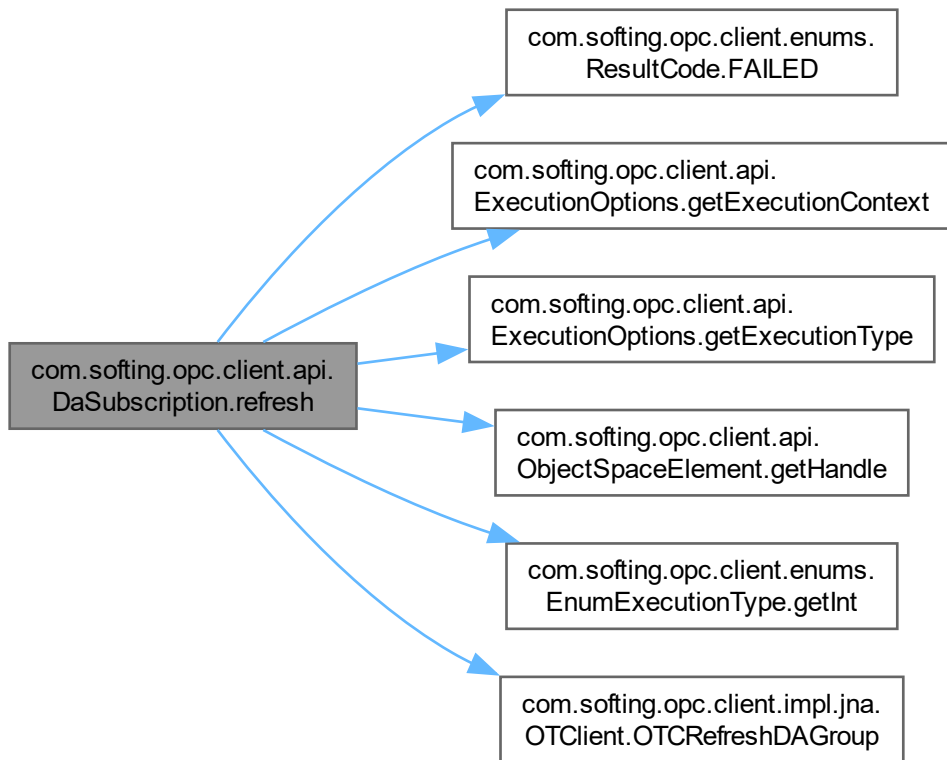 com.softing.opc.client.enums.
ResultCode.FAILED
com.softing.opc.client.api.
ExecutionOptions.getExecutionContext
com.softing.opc.client.api.
ExecutionOptions.getExecutionType
com.softing.opc.client.api.
DaSubscription.refresh
com.softing.opc.client.api.
ObjectSpaceElement.getHandle
com.softing.opc.client.enums.
EnumExecutionType.getInt
com.softing.opc.client.impl.jna.
OTClient.OTCRefreshDAGroup